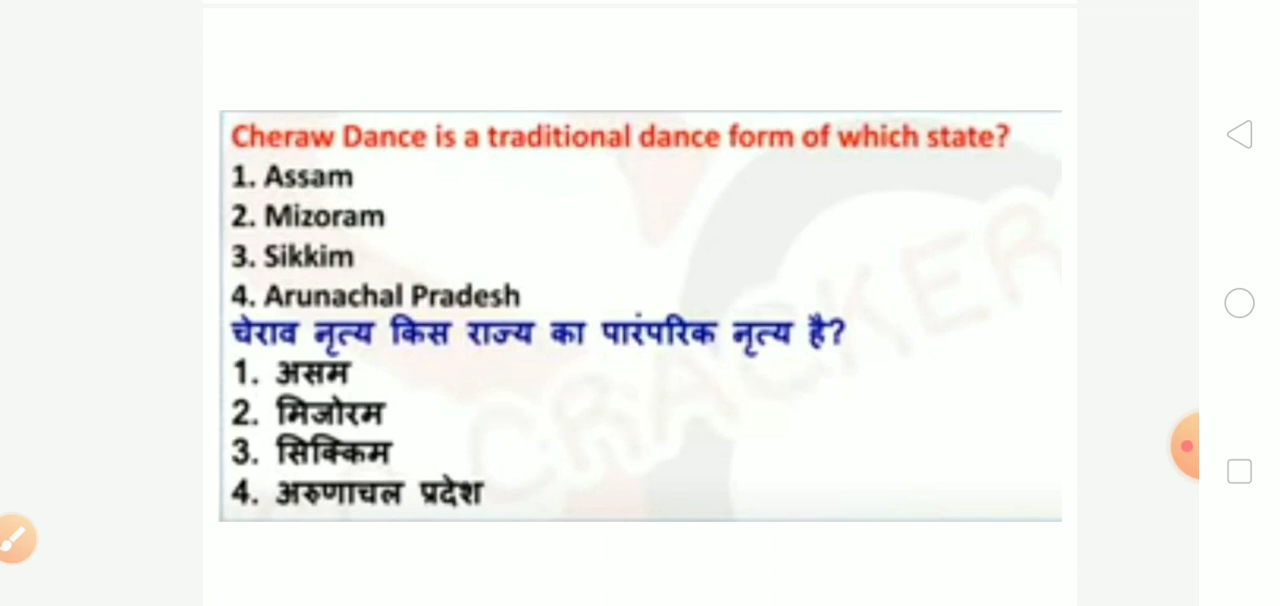 Cheraw Dance is a traditional dance form of which state?
1. Assam
2. Mizoram
3. Sikkim
4. Arunachal Pradesh
चेराव नृत्य किस राज्य का पारंपरिक नृत्य है?
1. असम
2. मिजोरम
3. सिक्किम
4. अरुणाचल प्रदेश
CRACKER